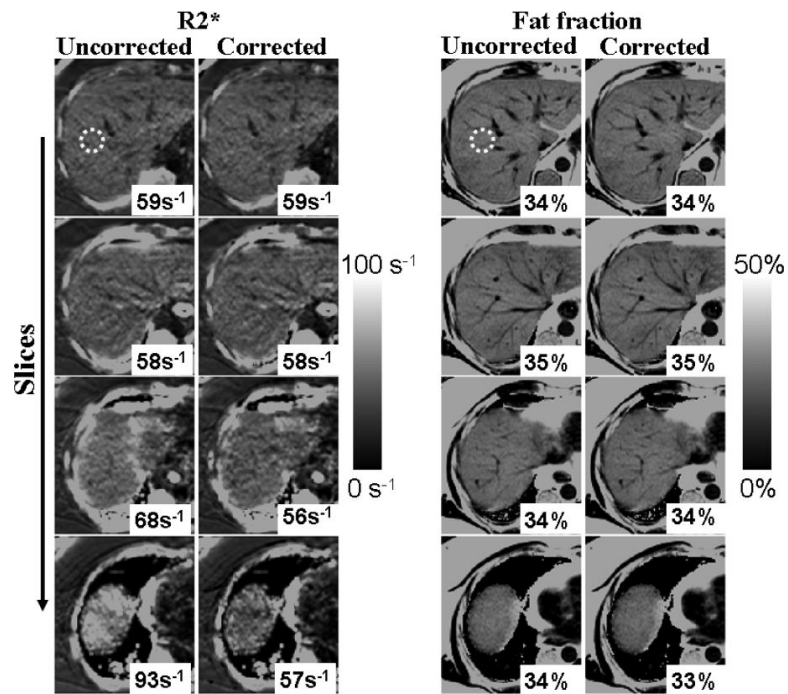 R2* Fat fraction
Uncorrected Corrected Uncorrected Corrected
59s-1 59s-1 34% 34%
100 s-1 50%
58s-1 58s-1 35% 35%
Slices
0 s-1 0%
68s-1 56s-1 34% 34%
93s-1 57s-1 34% 33%